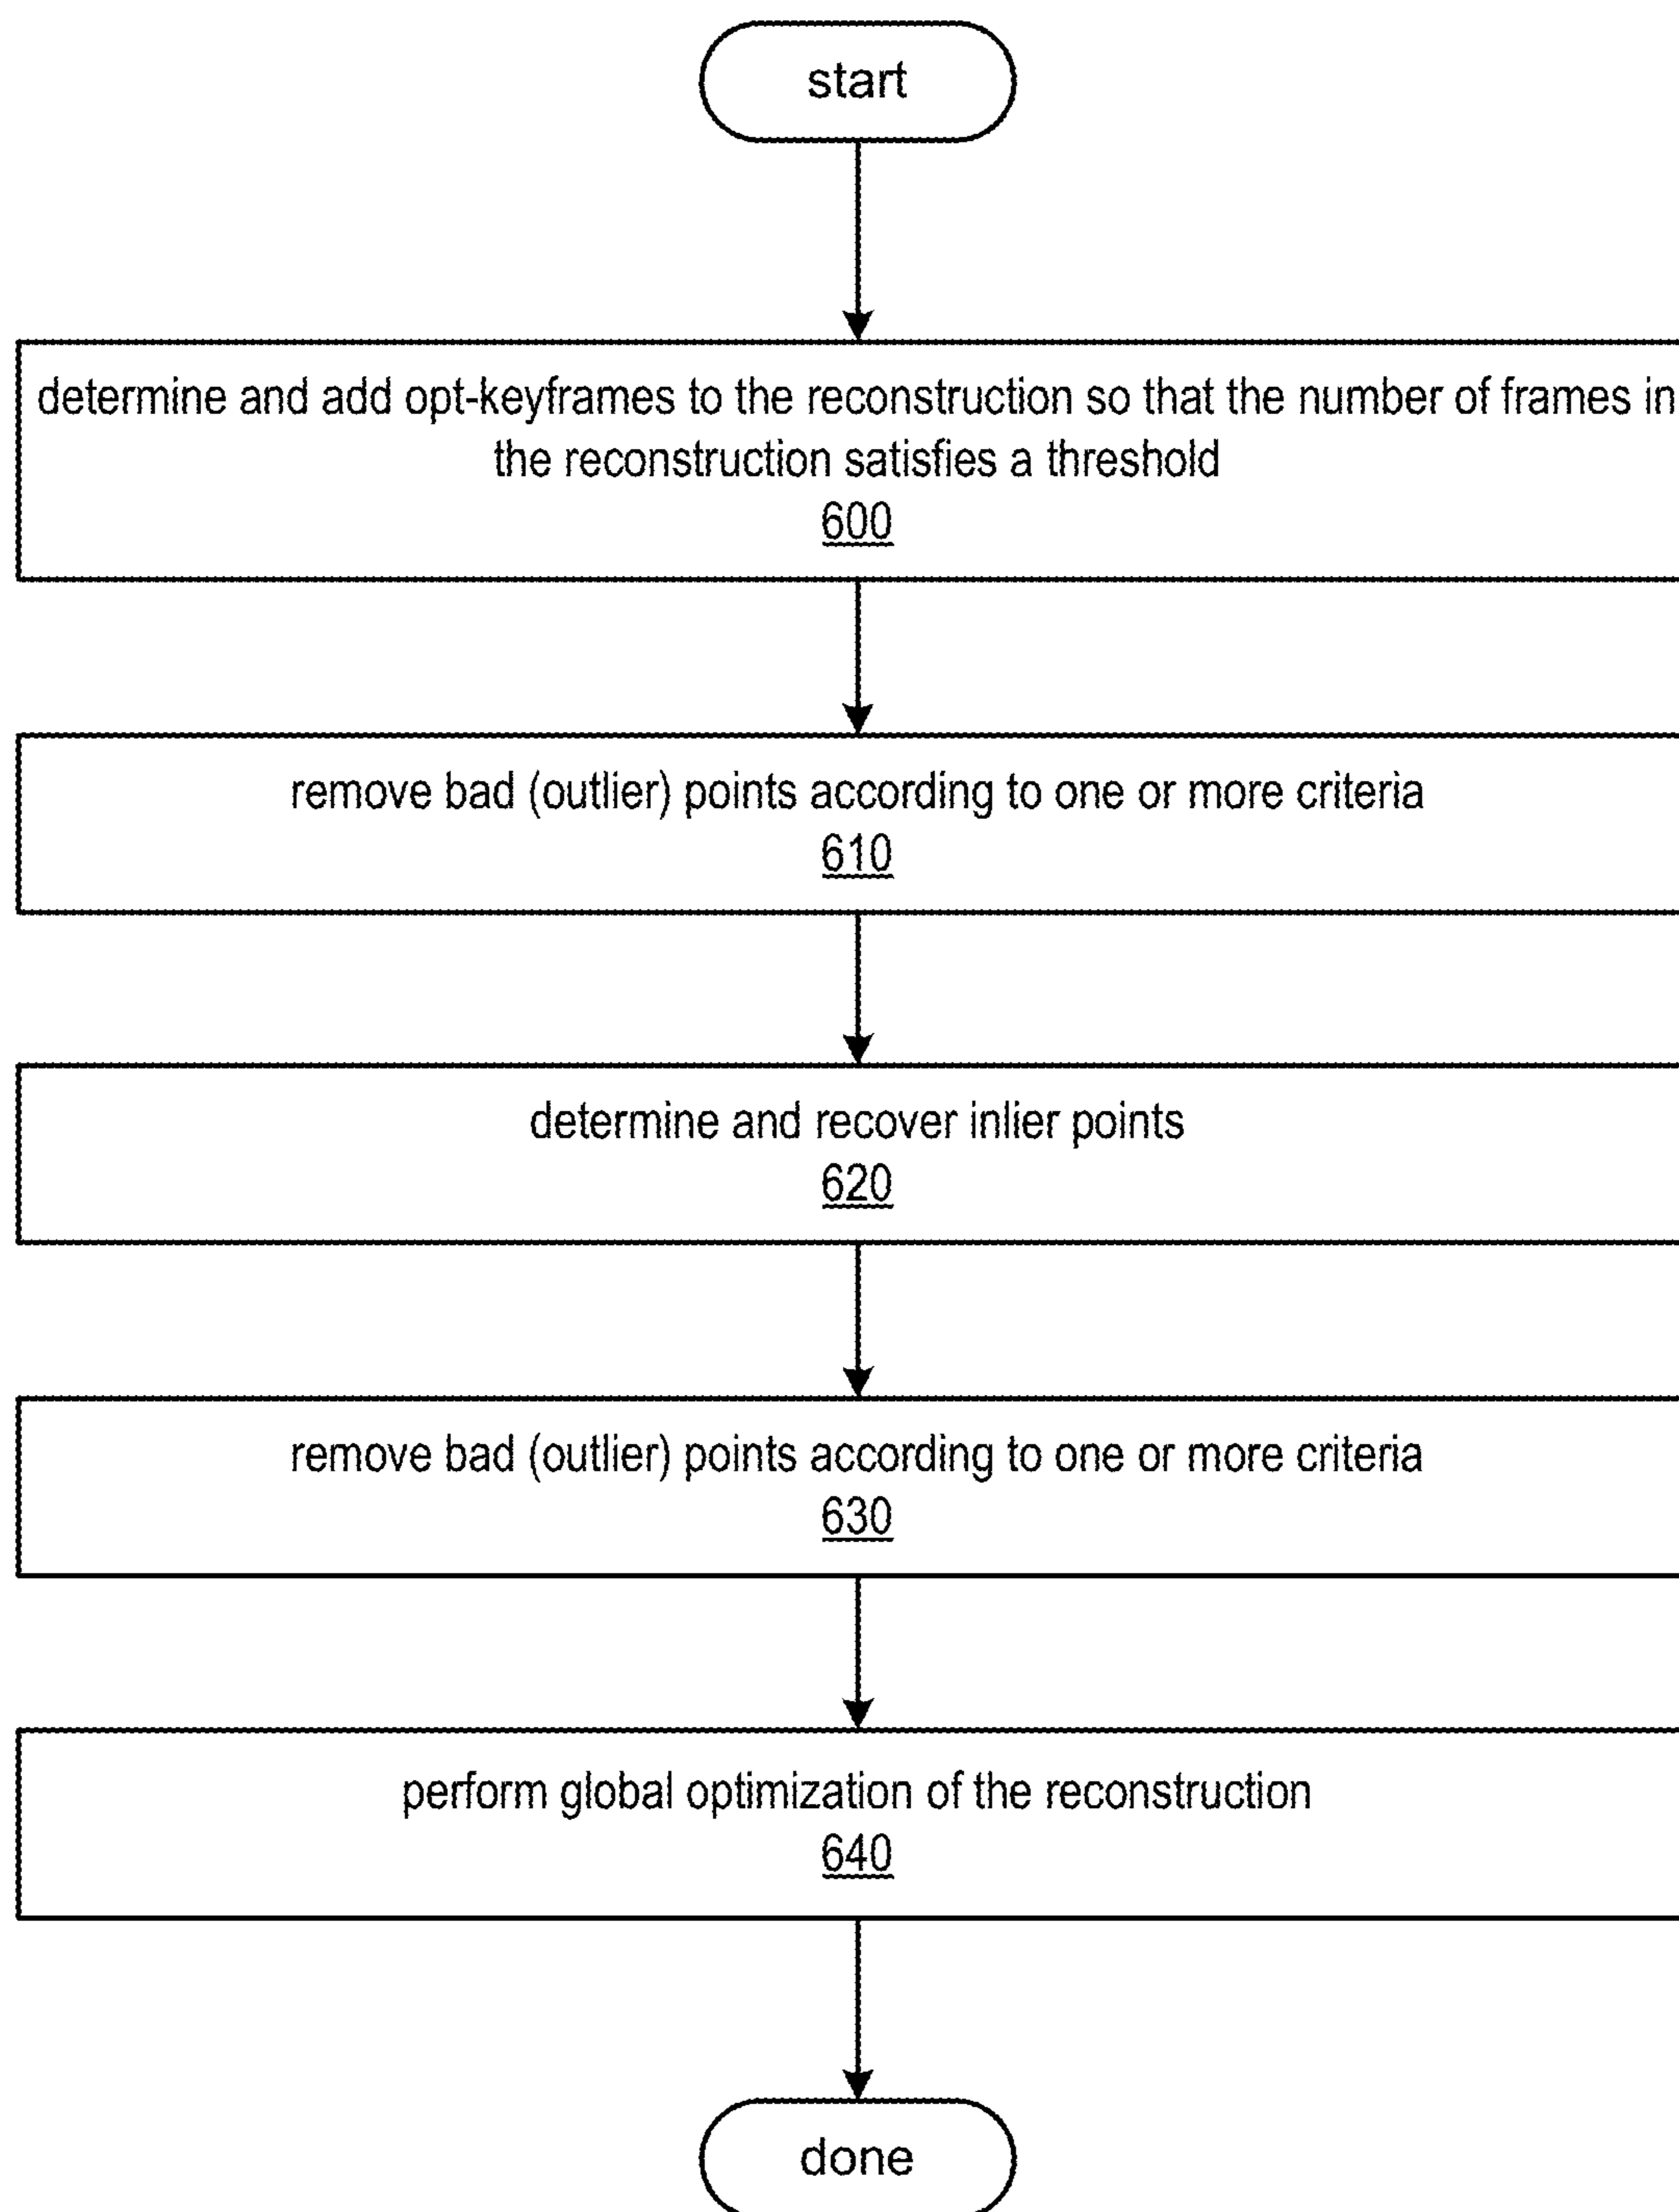 start
determine and add opt-keyframes to the reconstruction so that the number of frames in
the reconstruction satisfies a threshold
600
remove bad (outlier) points according to one or more criteria
610
determine and recover inlier points
620
remove bad (outlier) points according to one or more criteria
630
perform global optimization of the reconstruction
640
done